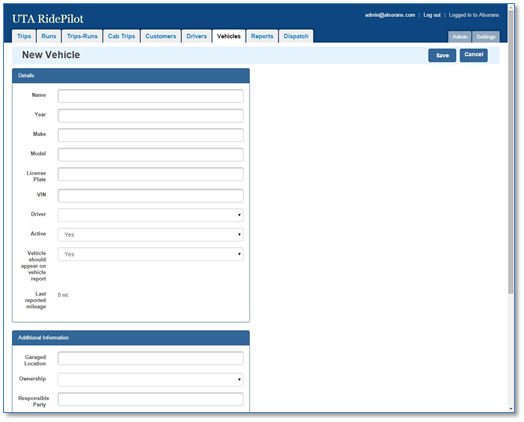 UTA RidePilot
admin@alsorans.com | Log out | Logged In to Alsorans
Trips Runs Trips-Runs Cab Trips Customers Drivers Vehicles Reports Dispatch
Admin Settings
New Vehicle
Save Cancel
Details
Name
Year
Make
Model
License
Plate
VIN
Driver
Active Yes
Vehicle Yes
should
appear on
vehicle
report
Last 0 mi.
reported
mileage
Additional Information
Garaged
Location
Ownership
Responsible
Party